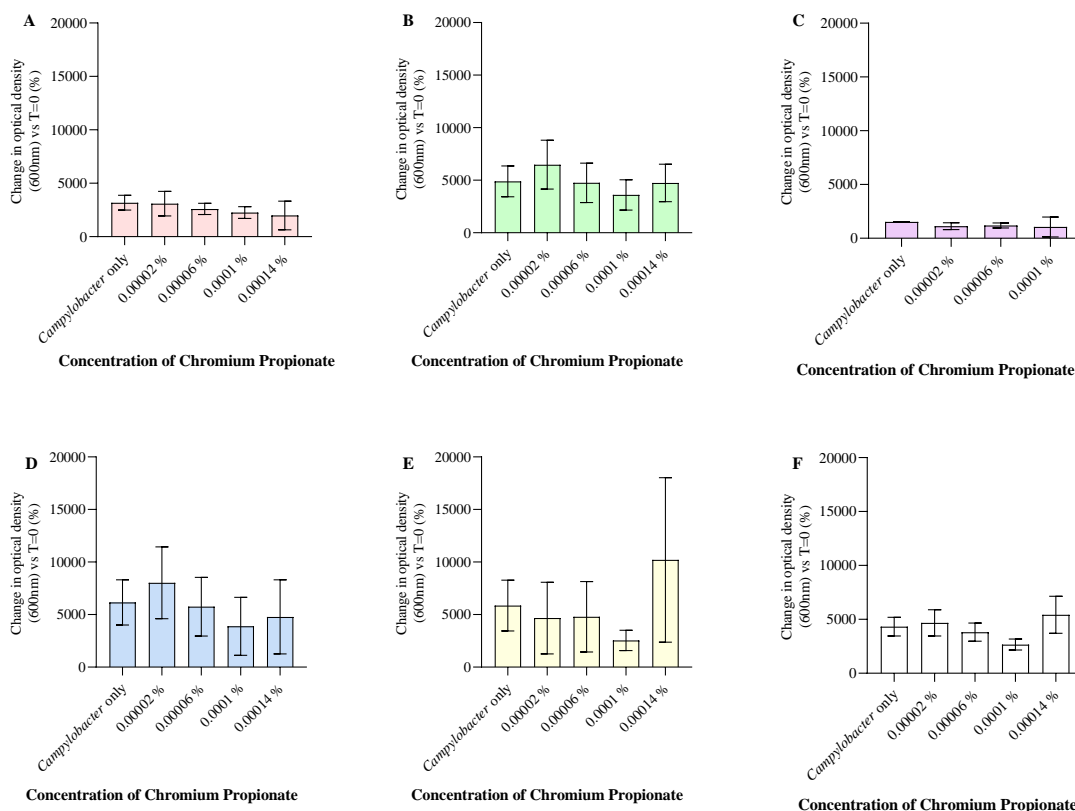 A
Change in optical density
(600nm) vs T=0 (%)
20000
15000
10000
5000
0
Campylobacter only
0.00002 %
0.00006 %
0.0001 %
0.00014 %
Concentration of Chromium Propionate
B
Change in optical density
(600nm) vs T=0 (%)
20000
15000
10000
5000
0
Campylobacter only
0.00002 %
0.00006 %
0.0001 %
0.00014 %
Concentration of Chromium Propionate
C
Change in optical density
(600nm) vs T=0 (%)
20000
15000
10000
5000
0
Campylobacter only
0.00002 %
0.00006 %
0.0001 %
Concentration of Chromium Propionate
D
Change in optical density
(600nm) vs T=0 (%)
20000
15000
10000
5000
0
Campylobacter only
0.00002 %
0.00006 %
0.0001 %
0.00014 %
Concentration of Chromium Propionate
E
Change in optical density
(600nm) vs T=0 (%)
20000
15000
10000
5000
0
Campylobacter only
0.00002 %
0.00006 %
0.0001 %
0.00014 %
Concentration of Chromium Propionate
F
Change in optical density
(600nm) vs T=0 (%)
20000
15000
10000
5000
0
Campylobacter only
0.00002 %
0.00006 %
0.0001 %
0.00014 %
Concentration of Chromium Propionate